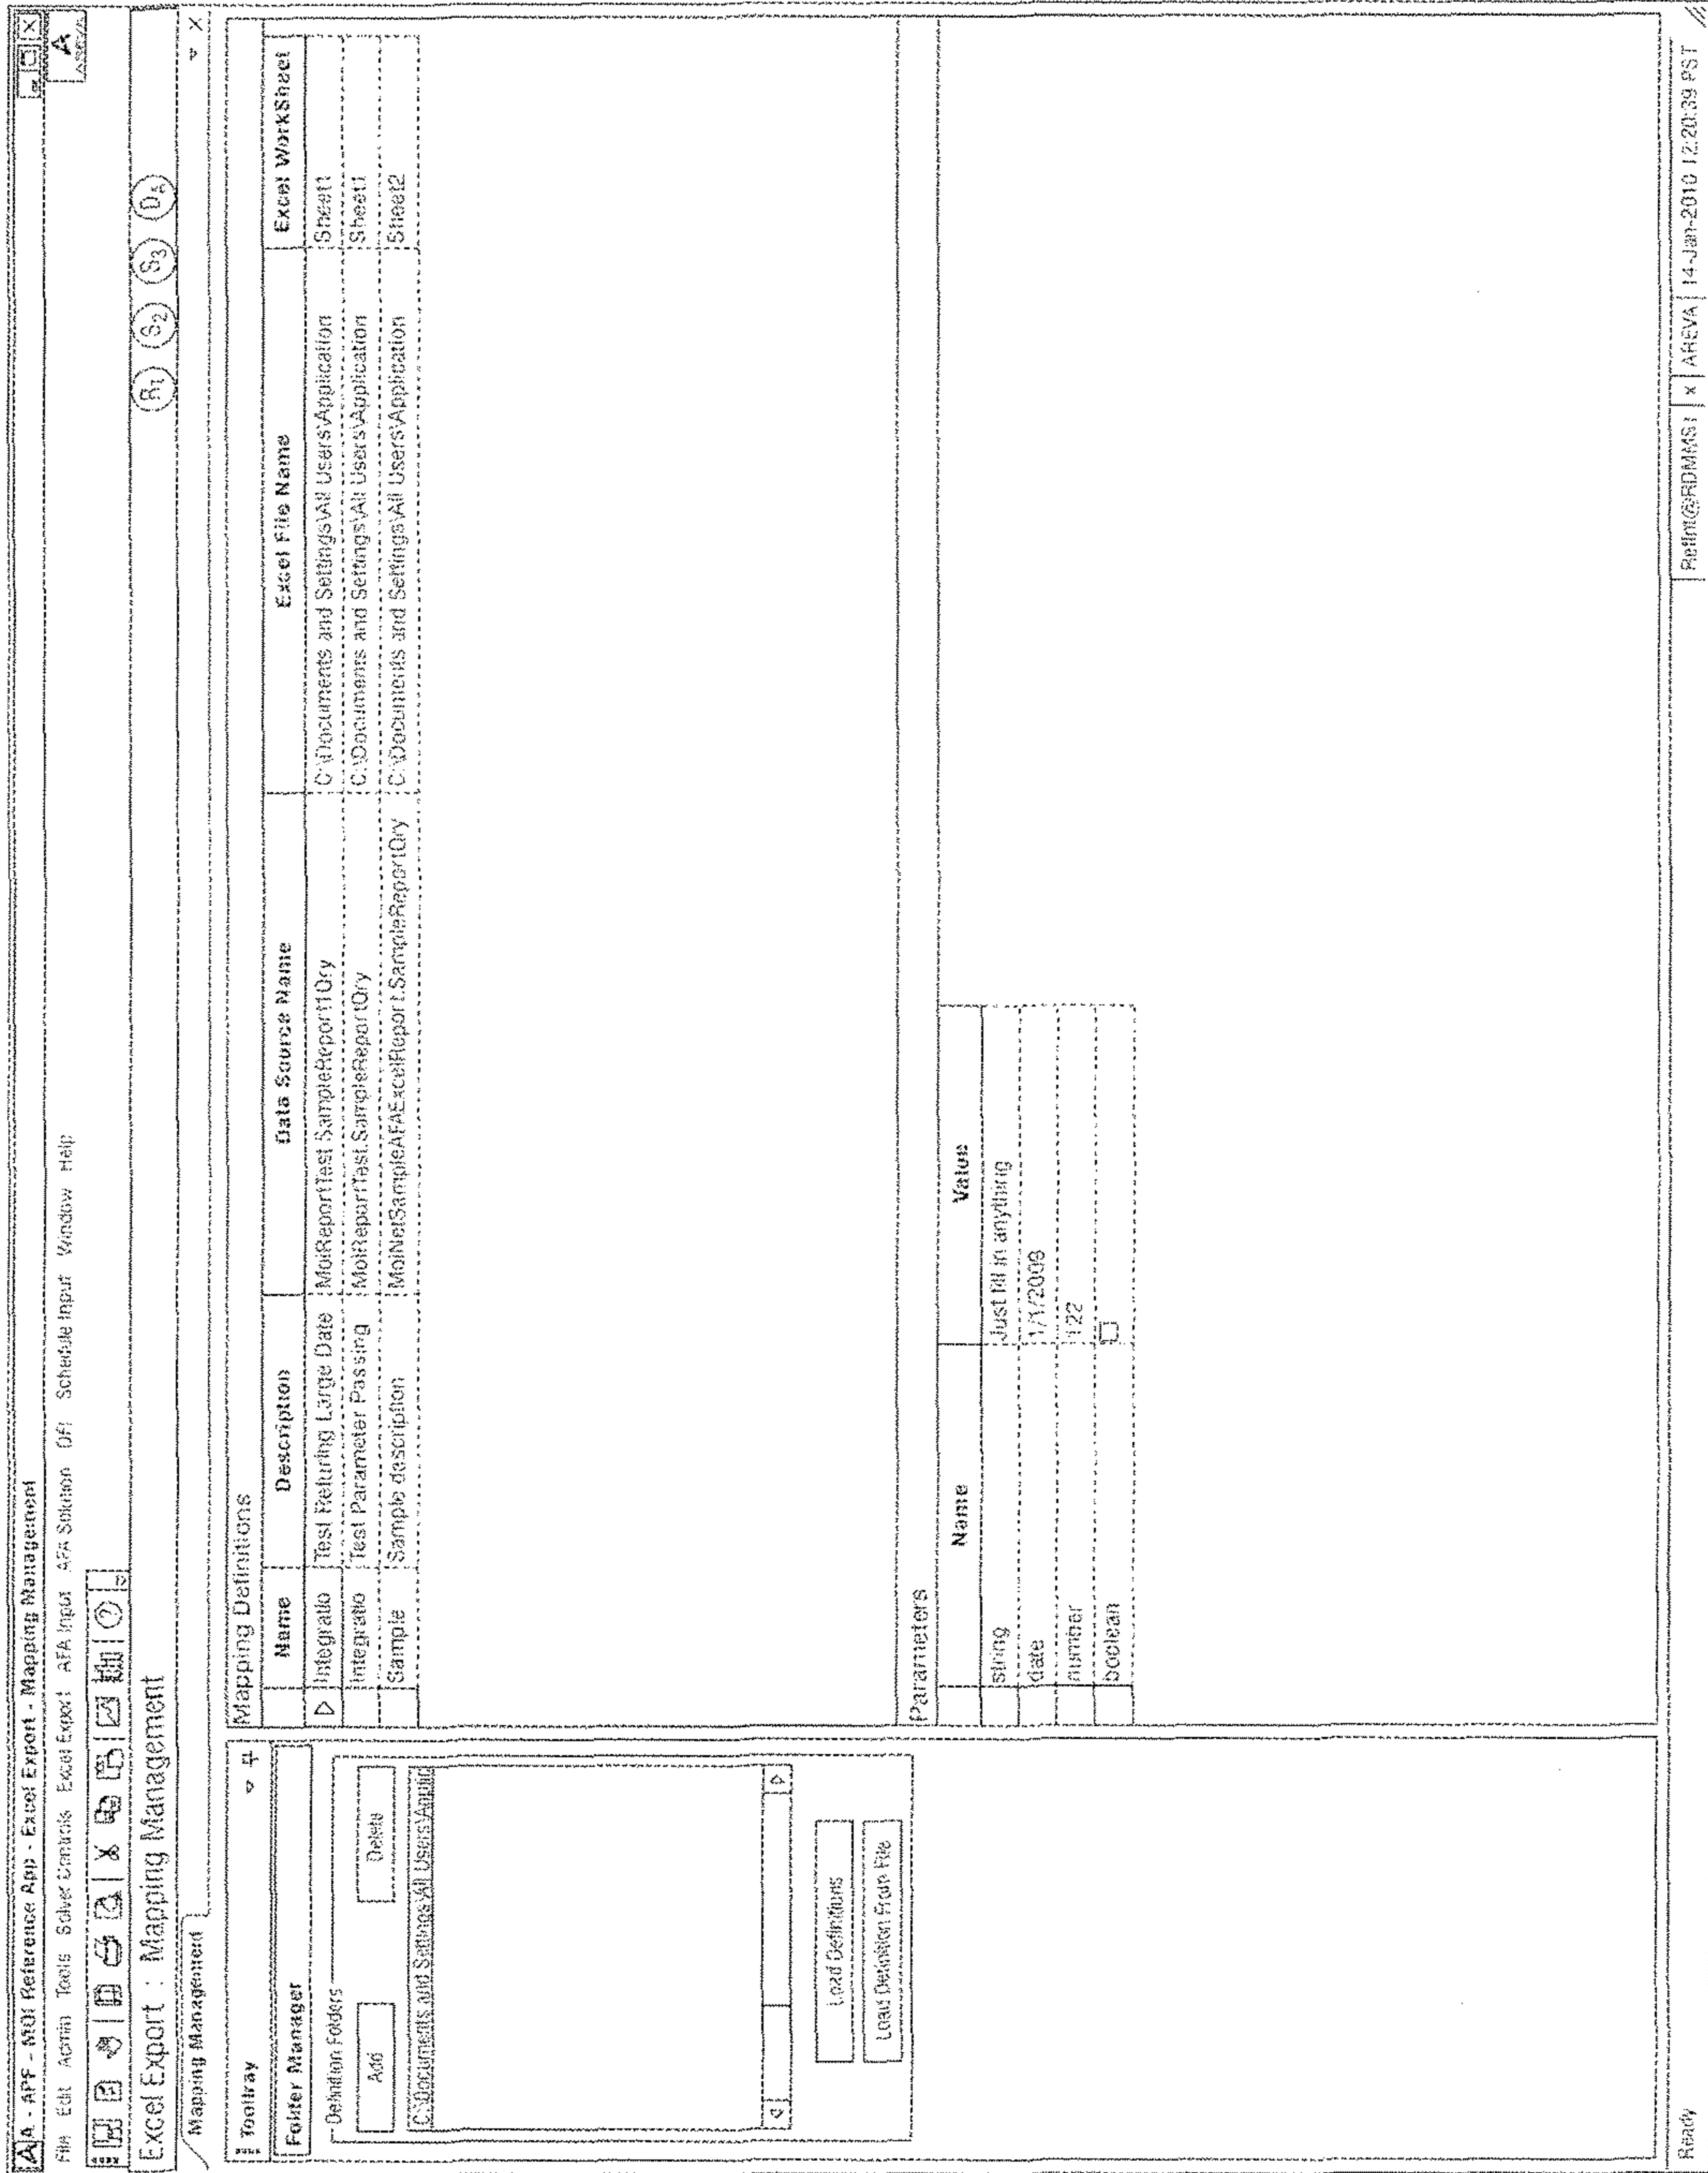 A - APF - MOI Reference App - Excel Export - Mapping Management
File Edit Admin Tools Solver Controls Excel Export AFA Input AFA Solution Schedule Input Window Help
AREVA
Excel Export : Mapping Management
R1 S2 S3
Mapping Management
Tooltray
Folder Manager
Definition Folders
Add Delete
C:\Documents and Settings\All Users\Applic
Load Definitions
Load Definition From File
Mapping Definitions
Name Description Data Source Name Excel File Name Excel WorkSheet
Integratio Test Returing Large Date MoiReportTest SampleReport1Qry C:\Documents and Settings\All Users\Application Sheet1
Integratio Test Parameter Passing MoiReportTest.SampleReportQry C:\Documents and Settings\All Users\Application Sheet1
Sample Sample description MoiNetSampleAFAExcelReport.SampleReportQry C:\Documents and Settings\All Users\Application Sheet2
Parameters
Name Value
string Just fill in anything
date 1/1/2008
number 122
boolean
Ready x AREVA 14-Jan-2010 12:20:39 PST